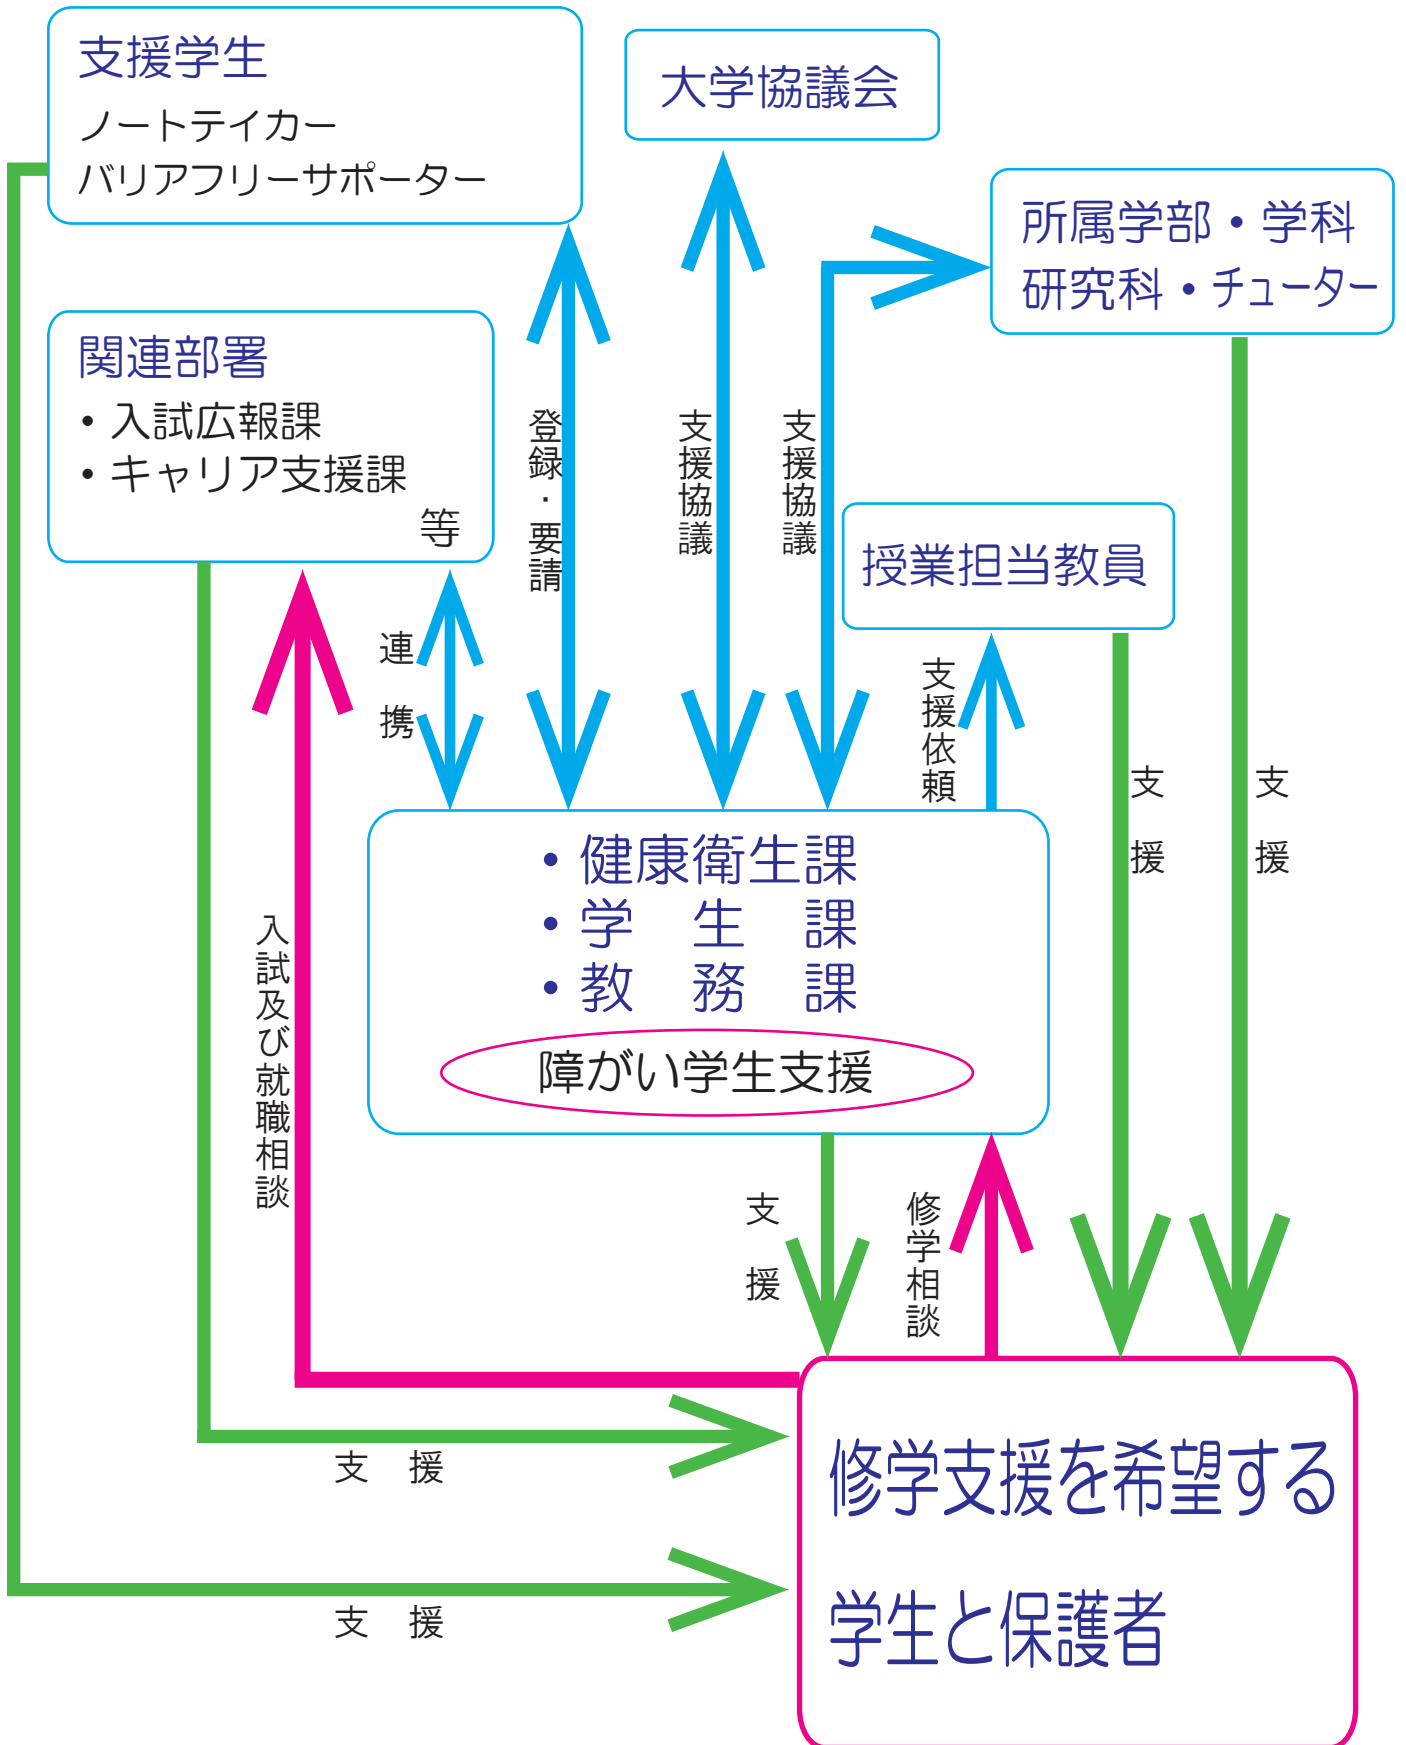 支援学生
ノートテイカー
バリアフリーサポーター
大学協議会
所属学部・学科
研究科・チューター
関連部署
・入試広報課
・キャリア支援課
等
登録・要請
支援協議
支援協議
授業担当教員
連携
支援依頼
支援
支援
・健康衛生課
・学生課
・教務課
障がい学生支援
入試及び就職相談
支援
修学相談
支援
支援
修学支援を希望する
学生と保護者